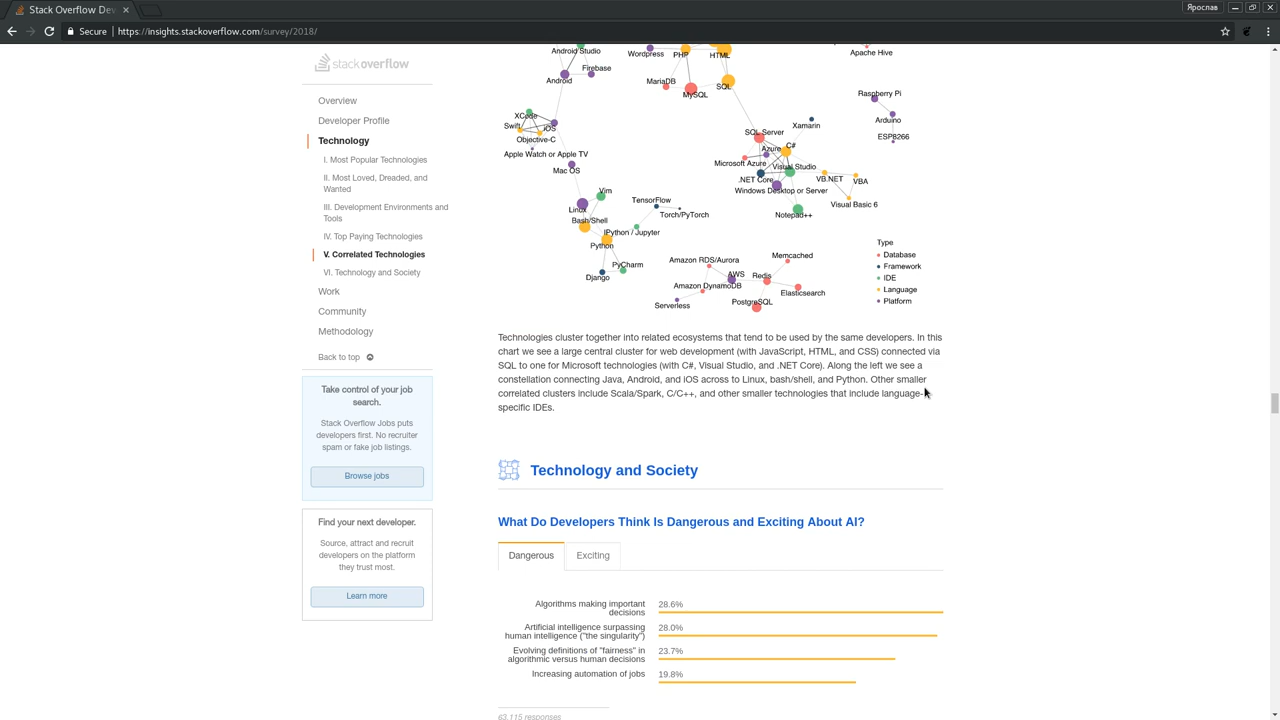 Stack Overflow Dev
Ярослав
Secure
https://insights.stackoverflow.com/survey/2018/
stackoverflow
Overview
Developer Profile
Technology
I. Most Popular Technologies
II. Most Loved, Dreaded, and
Wanted
III. Development Environments and
Tools
IV. Top Paying Technologies
V. Correlated Technologies
VI. Technology and Society
Work
Community
Methodology
Back to top
Take control of your job
search.
Stack Overflow Jobs puts
developers first. No recruiter
spam or fake job listings.
Browse jobs
Find your next developer.
Source, attract and recruit
developers on the platform
they trust most.
Learn more
Android Studio
Wordpress
PHP
HTML
Apache Hive
Firebase
Android
MariaDB
SQL
MySQL
Raspberry Pi
XCode
Swift
iOS
Objective-C
Arduino
Xamarin
SQL Server
ESP8266
Apple Watch or Apple TV
Azure
C#
Microsoft Azure
Visual Studio
Mac OS
.NET Core
VB.NET
VBA
Windows Desktop or Server
Vim
TensorFlow
Visual Basic 6
Linux
Torch/PyTorch
Notepad++
Bash/Shell
IPython / Jupyter
Python
Type
Database
Framework
IDE
Language
Platform
PyCharm
Django
Amazon RDS/Aurora
Memcached
AWS
Redis
Amazon DynamoDB
Elasticsearch
Serverless
PostgreSQL
Technologies cluster together into related ecosystems that tend to be used by the same developers. In this
chart we see a large central cluster for web development (with JavaScript, HTML, and CSS) connected via
SQL to one for Microsoft technologies (with C#, Visual Studio, and .NET Core). Along the left we see a
constellation connecting Java, Android, and iOS across to Linux, bash/shell, and Python. Other smaller
correlated clusters include Scala/Spark, C/C++, and other smaller technologies that include language-
specific IDEs.
Technology and Society
What Do Developers Think Is Dangerous and Exciting About AI?
Dangerous
Exciting
Algorithms making important
decisions
28.6%
Artificial intelligence surpassing
human intelligence ("the singularity")
28.0%
Evolving definitions of "fairness" in
algorithmic versus human decisions
23.7%
Increasing automation of jobs
19.8%
63,115 responses